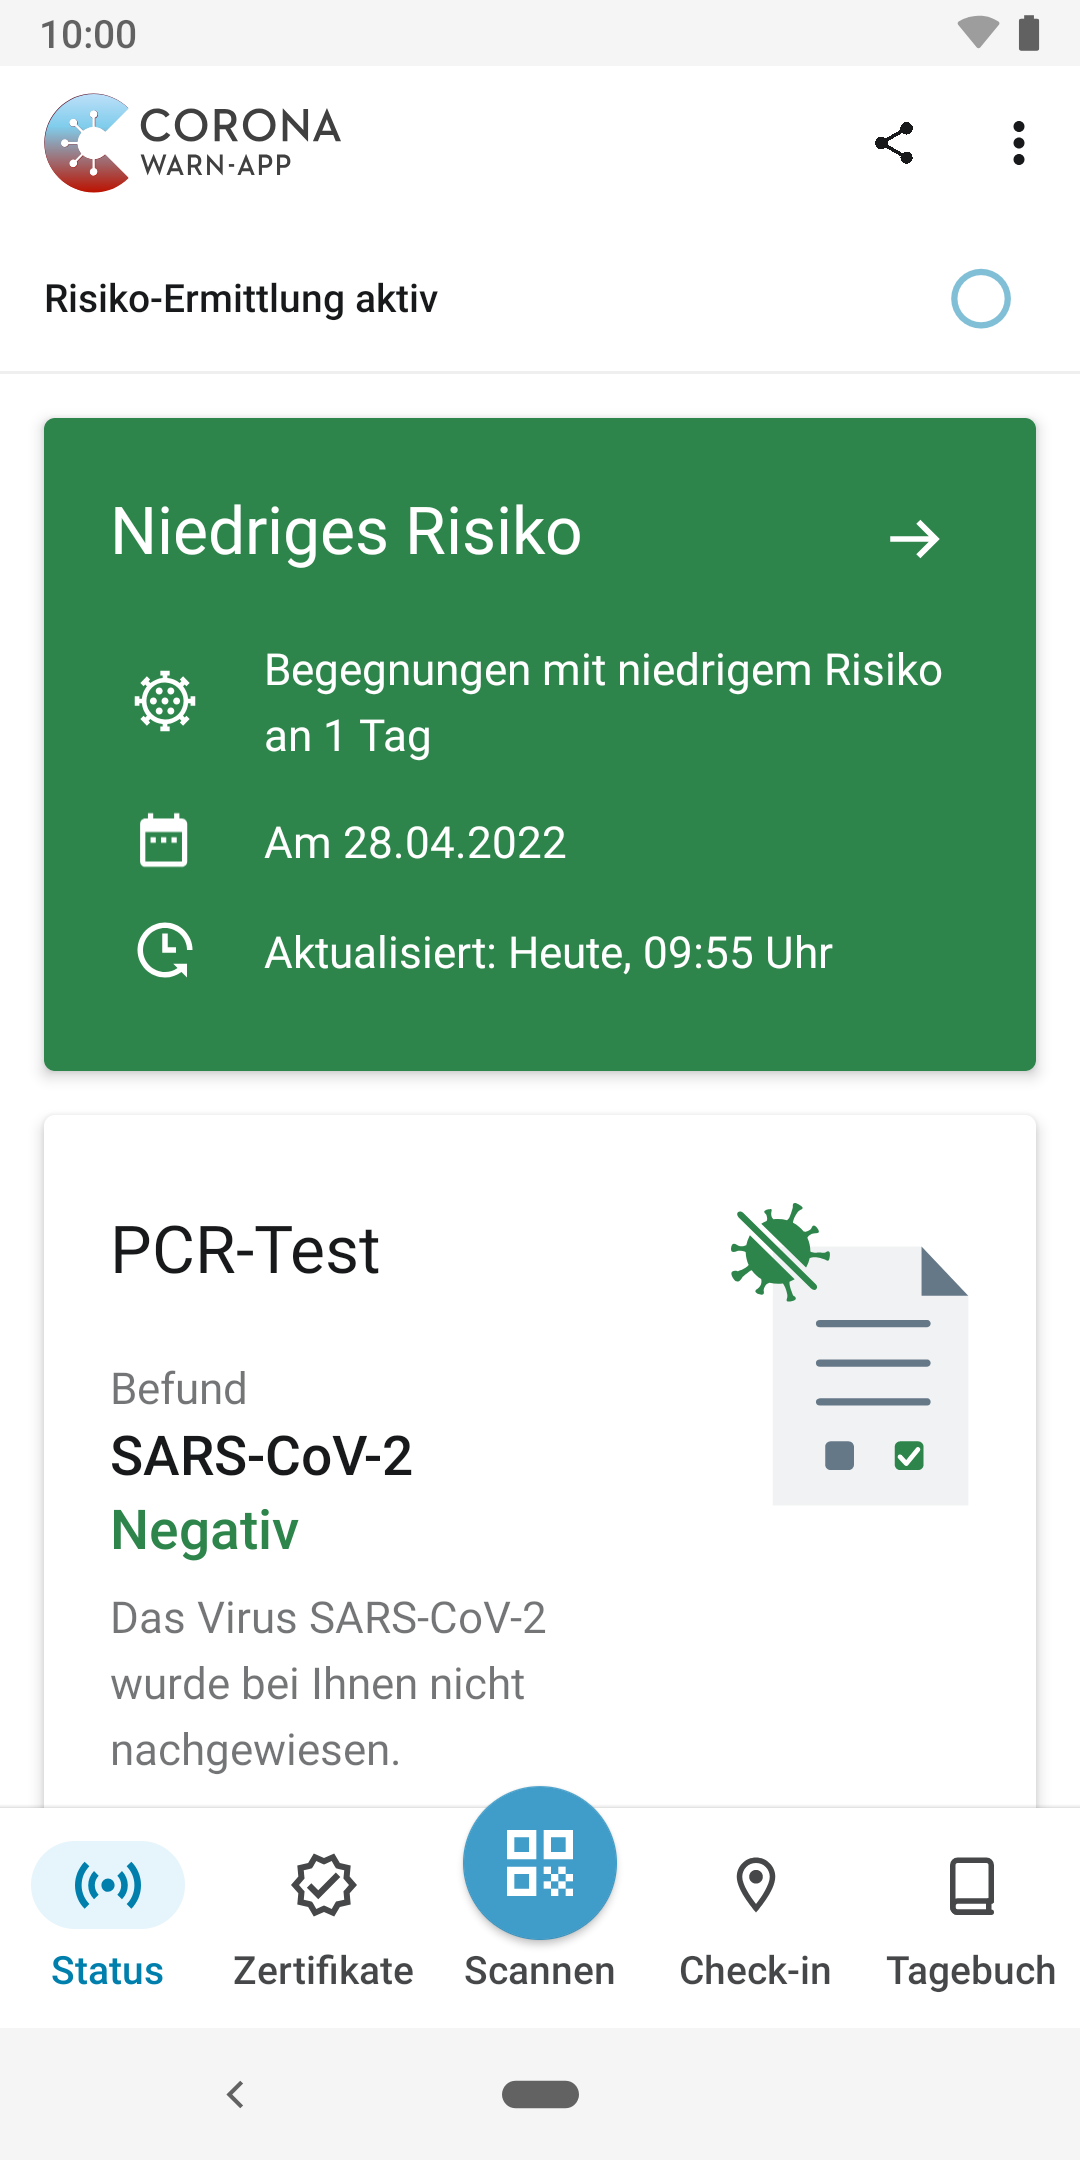 10:00
CORONA
WARN-APP
Risiko-Ermittlung aktiv
Niedriges Risiko
Begegnungen mit niedrigem Risiko
an 1 Tag
Am 28.04.2022
Aktualisiert: Heute, 09:55 Uhr
PCR-Test
Befund
SARS-CoV-2
Negativ
Das Virus SARS-CoV-2
wurde bei Ihnen nicht
nachgewiesen.
Status
Zertifikate
Scannen
Check-in
Tagebuch